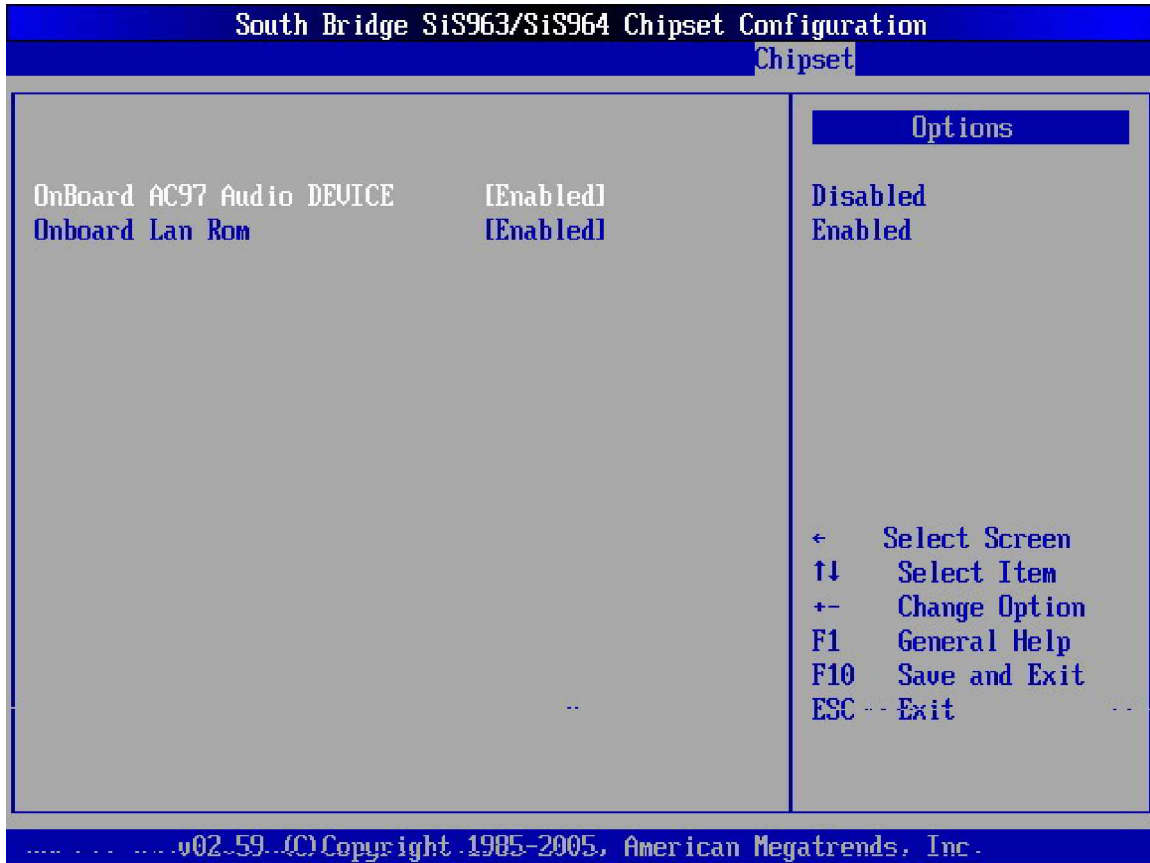 South Bridge SiS963/SiS964 Chipset Configuration
Chipset
Options
OnBoard AC97 Audio DEVICE [Enabled]
Onboard Lan Rom [Enabled]
Disabled
Enabled
← Select Screen
↑↓ Select Item
+- Change Option
F1 General Help
F10 Save and Exit
ESC Exit
v02.59 (C)Copyright 1985-2005, American Megatrends, Inc.